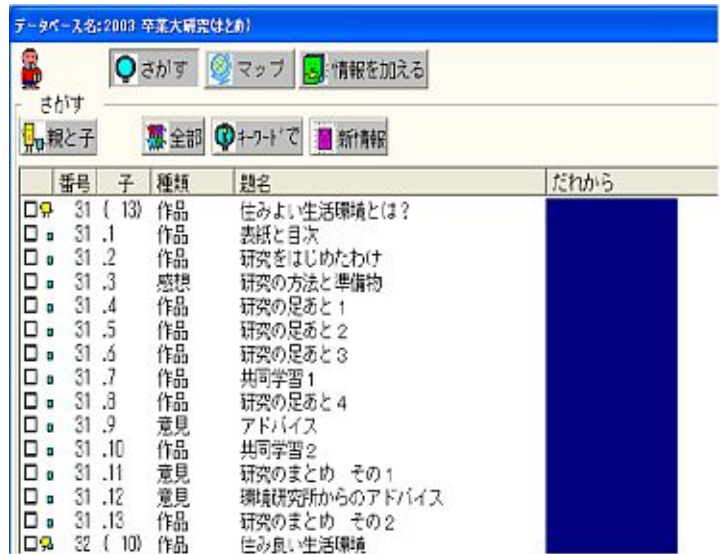 データベース名:2003 卒業大研究(はとめ)
さがす マップ 情報を加える
さがす
親と子 全部 キーワードで 新情報
番号 子 種類 題名 だれから
31 ( 13) 作品 住みよい生活環境とは？
31 .1 作品 表紙と目次
31 .2 作品 研究をはじめたわけ
31 .3 感想 研究の方法と準備物
31 .4 作品 研究の足あと１
31 .5 作品 研究の足あと２
31 .6 作品 研究の足あと３
31 .7 作品 共同学習１
31 .8 作品 研究の足あと４
31 .9 意見 アドバイス
31 .10 作品 共同学習２
31 .11 意見 研究のまとめ その１
31 .12 意見 環境研究所からのアドバイス
31 .13 作品 研究のまとめ その２
32 ( 10) 作品 住み良い生活環境